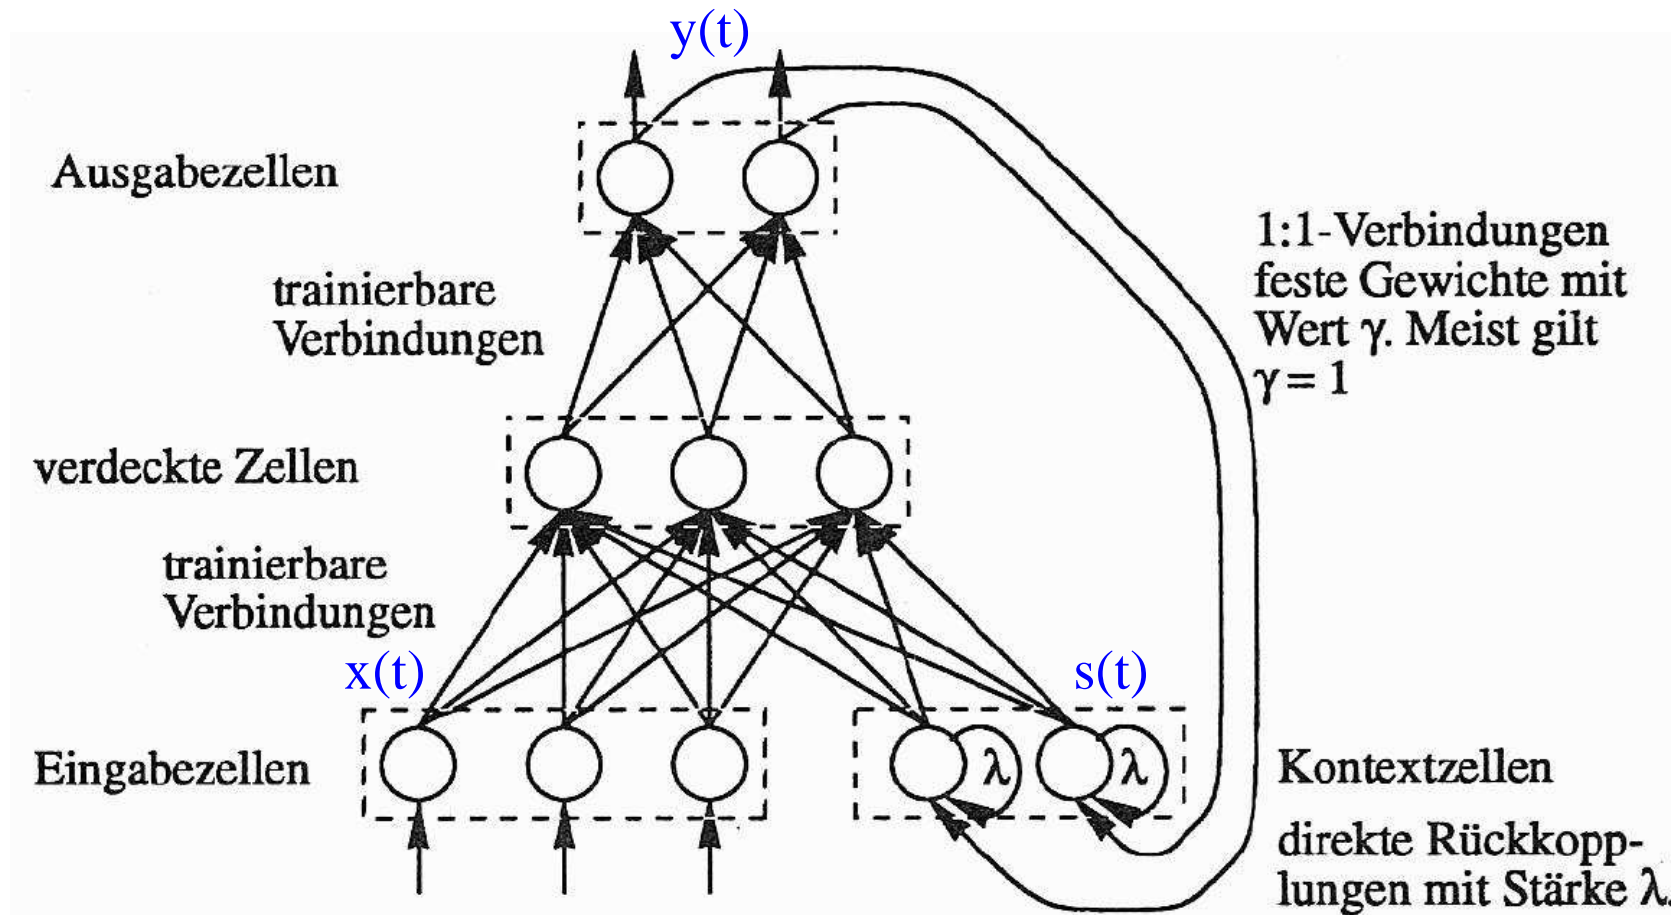 y(t)
Ausgabezellen
1:1-Verbindungen
feste Gewichte mit
Wert γ. Meist gilt
γ = 1
trainierbare
Verbindungen
verdeckte Zellen
trainierbare
Verbindungen
x(t)
s(t)
Eingabezellen
λ
λ
Kontextzellen
direkte Rückkopp-
lungen mit Stärke λ.